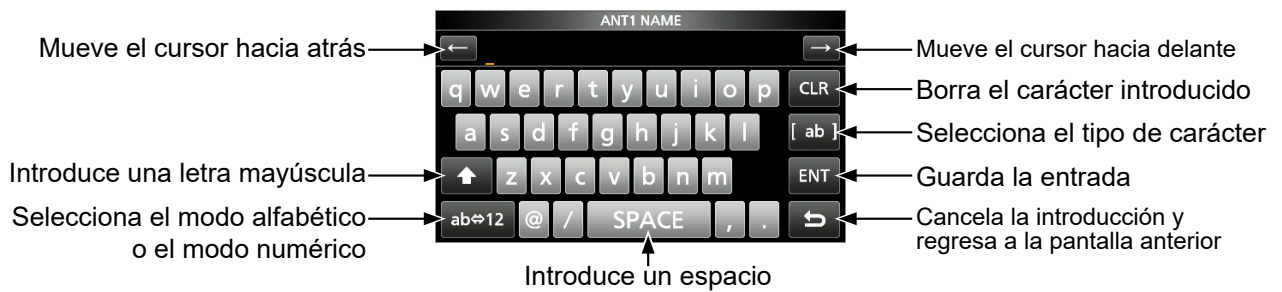 ANT1 NAME
Mueve el cursor hacia atrás
←
→
Mueve el cursor hacia delante
q w e r t y u i o p
CLR
Borra el carácter introducido
a s d f g h j k l
[ ab ]
Selecciona el tipo de carácter
Introduce una letra mayúscula
z x c v b n m
ENT
Guarda la entrada
Selecciona el modo alfabético
o el modo numérico
ab⇔12
@ / SPACE , .
Cancela la introducción y
regresa a la pantalla anterior
Introduce un espacio